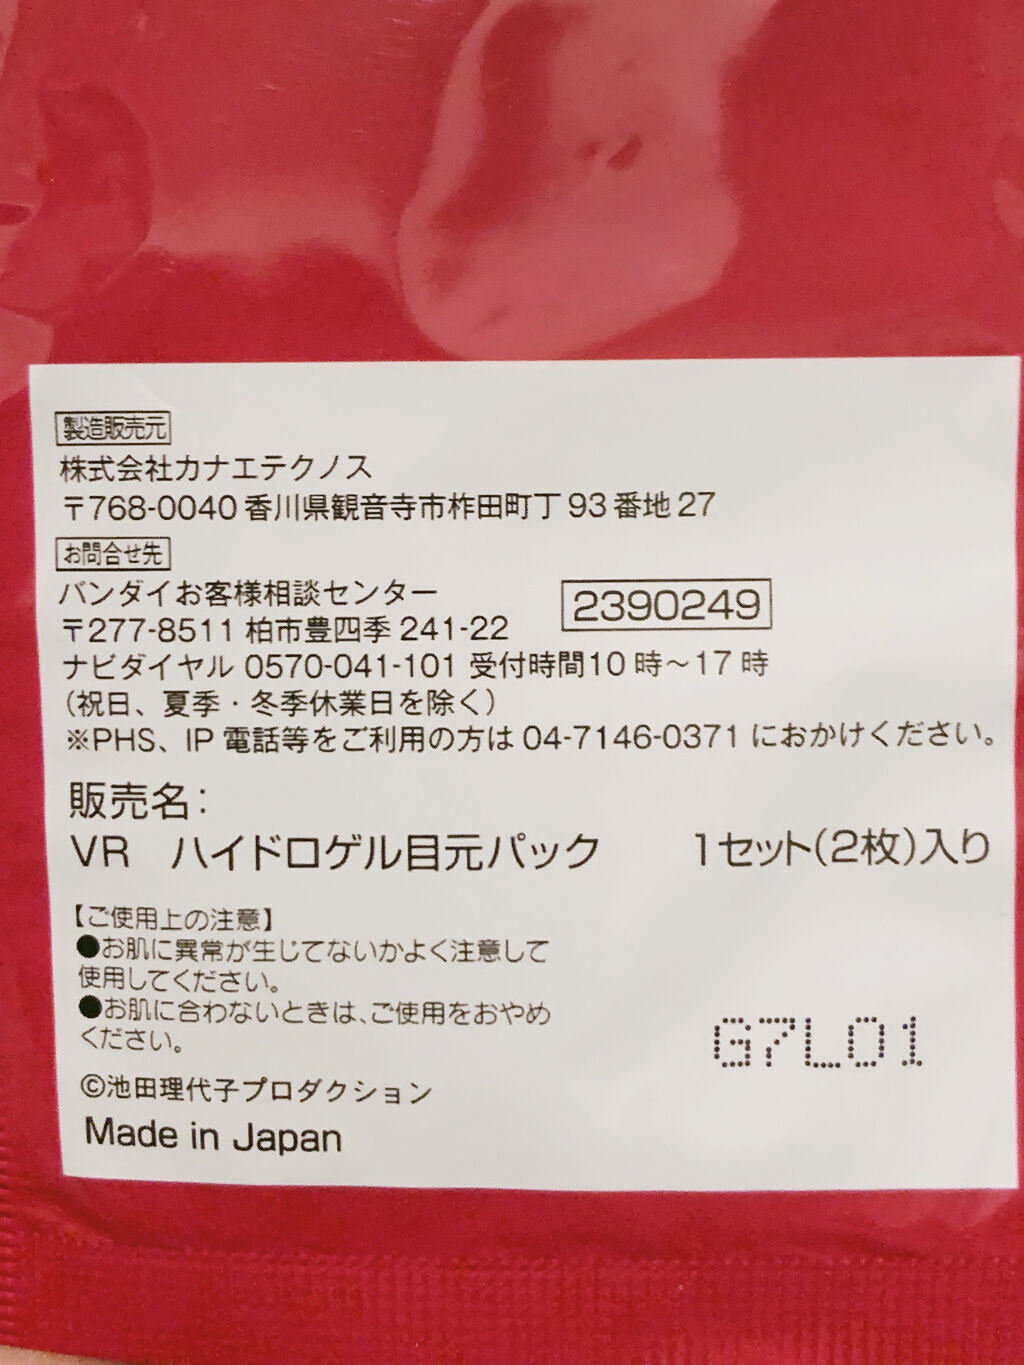 製造販売元
株式会社カナエテクノス
〒768-0040 香川県観音寺市柞田町丁 93 番地 27
お問合せ先
バンダイお客様相談センター
2390249
〒277-8511 柏市豊四季 241-22
ナビダイヤル 0570-041-101 受付時間10 時～17 時
（祝日、夏季・冬季休業日を除く）
※PHS、IP 電話等をご利用の方は 04-7146-0371 におかけください。
販売名：
VR　ハイドロゲル目元パック　1セット（2枚）入り
【ご使用上の注意】
●お肌に異常が生じてないかよく注意して
使用してください。
●お肌に合わないときは、ご使用をおやめ
ください。
G7L01
©池田理代子プロダクション
Made in Japan